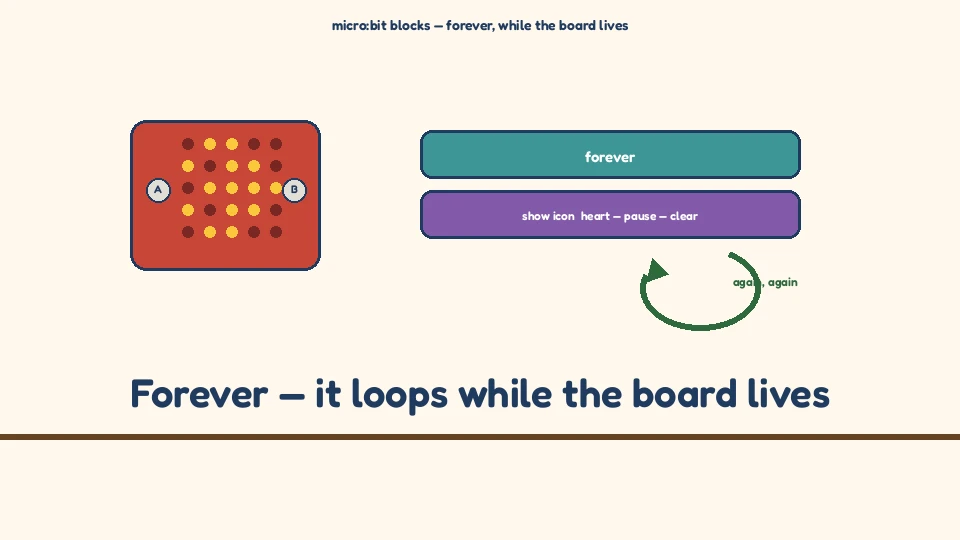 micro:bit blocks — forever, while the board lives
A
B
forever
show icon heart — pause — clear
again, again
Forever — it loops while the board lives